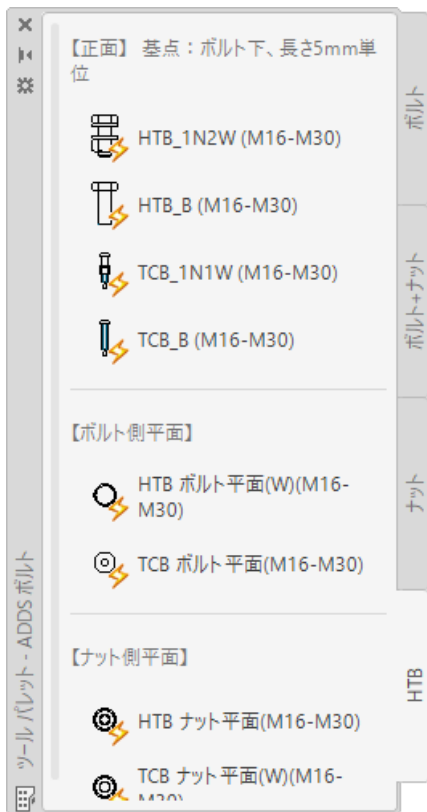 【正面】 基点：ボルト下、長さ5mm単
位
HTB_1N2W (M16-M30)
HTB_B (M16-M30)
TCB_1N1W (M16-M30)
TCB_B (M16-M30)
【ボルト側平面】
HTB ボルト平面(W)(M16-
M30)
TCB ボルト平面(M16-M30)
【ナット側平面】
HTB ナット平面(M16-M30)
TCB ナット平面(W)(M16-
M30)
ボルト
ボルト+ナット
ナット
HTB
ツール パレット - ADDS ボルト